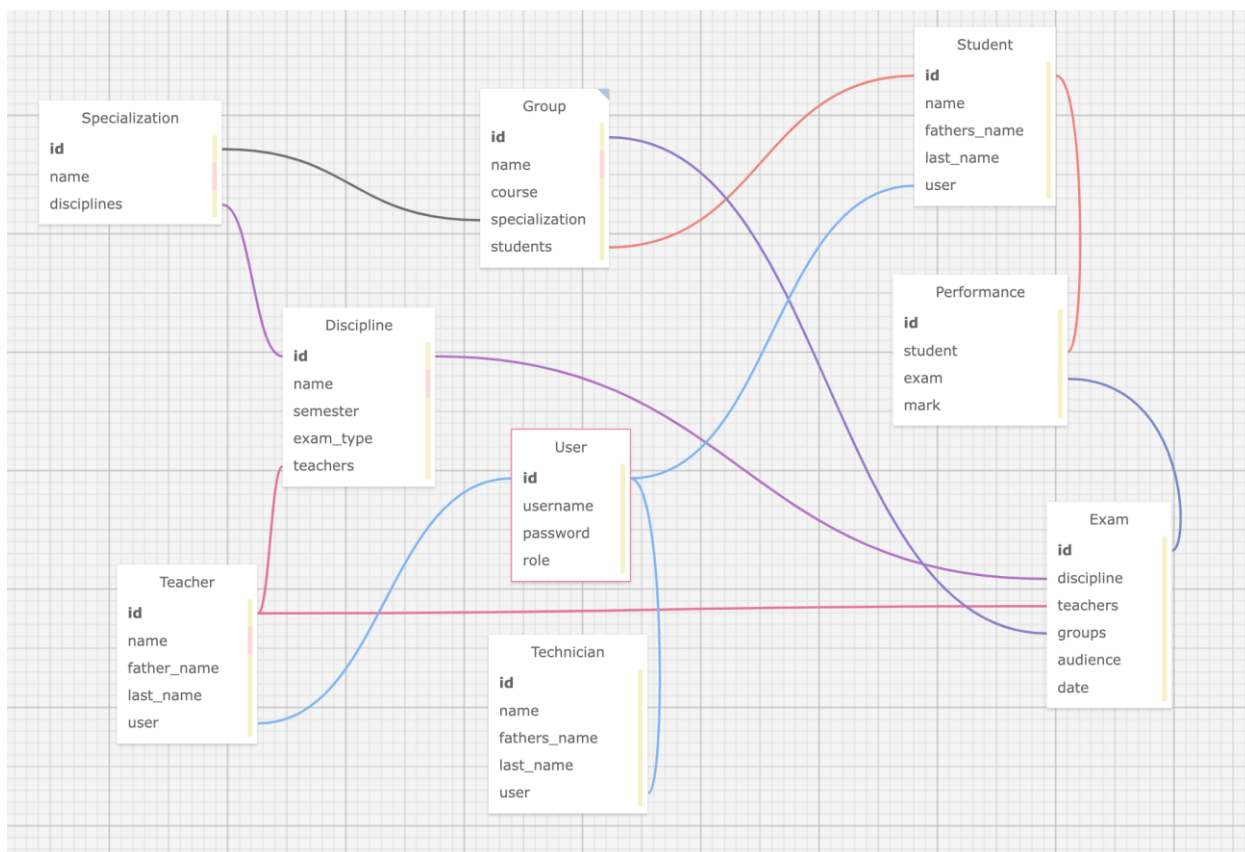 Specialization
id
name
disciplines
Group
id
name
course
specialization
students
Student
id
name
fathers_name
last_name
user
Discipline
id
name
semester
exam_type
teachers
Performance
id
student
exam
mark
User
id
username
password
role
Exam
id
discipline
teachers
groups
audience
date
Teacher
id
name
father_name
last_name
user
Technician
id
name
fathers_name
last_name
user